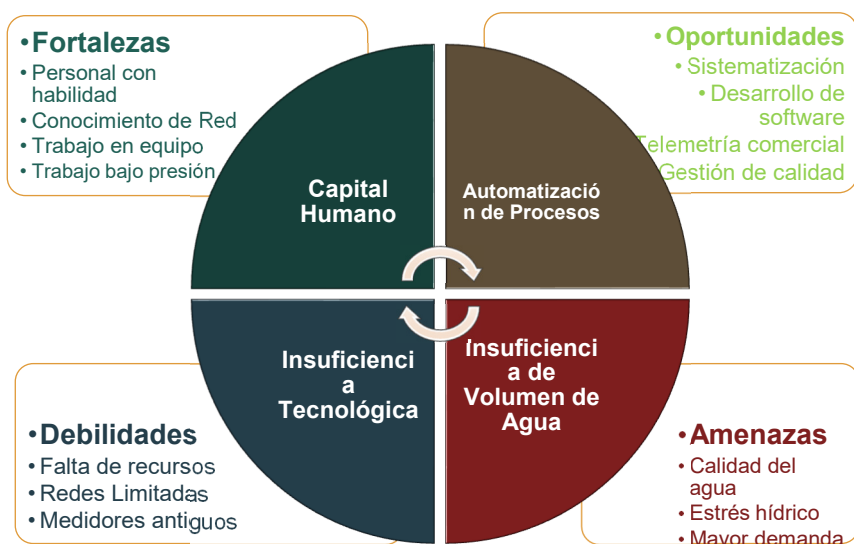 •Fortalezas
• Personal con
habilidad
• Conocimiento de Red
• Trabajo en equipo
• Trabajo bajo presión
•Oportunidades
• Sistematización
• Desarrollo de
software
Telemetría comercial
Gestión de calidad
Capital
Humano
Automatizació
n de Procesos
Insuficienci
a
Tecnológica
Insuficienci
a de
Volumen de
Agua
•Debilidades
• Falta de recursos
• Redes Limitadas
• Medidores antiguos
•Amenazas
• Calidad del
agua
• Estrés hídrico
• Mayor demanda